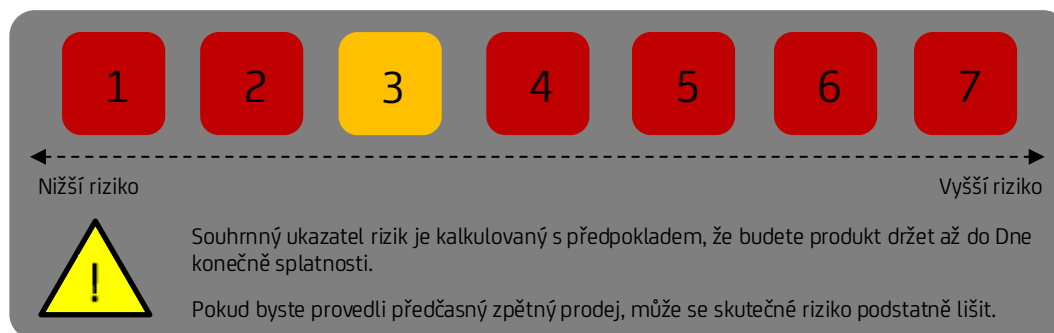 1 2 3 4 5 6 7
Nižší riziko Vyšší riziko
!
Souhrnný ukazatel rizik je kalkulovaný s předpokladem, že budete produkt držet až do Dne
konečně splatnosti.
Pokud byste provedli předčasný zpětný prodej, může se skutečné riziko podstatně lišit.